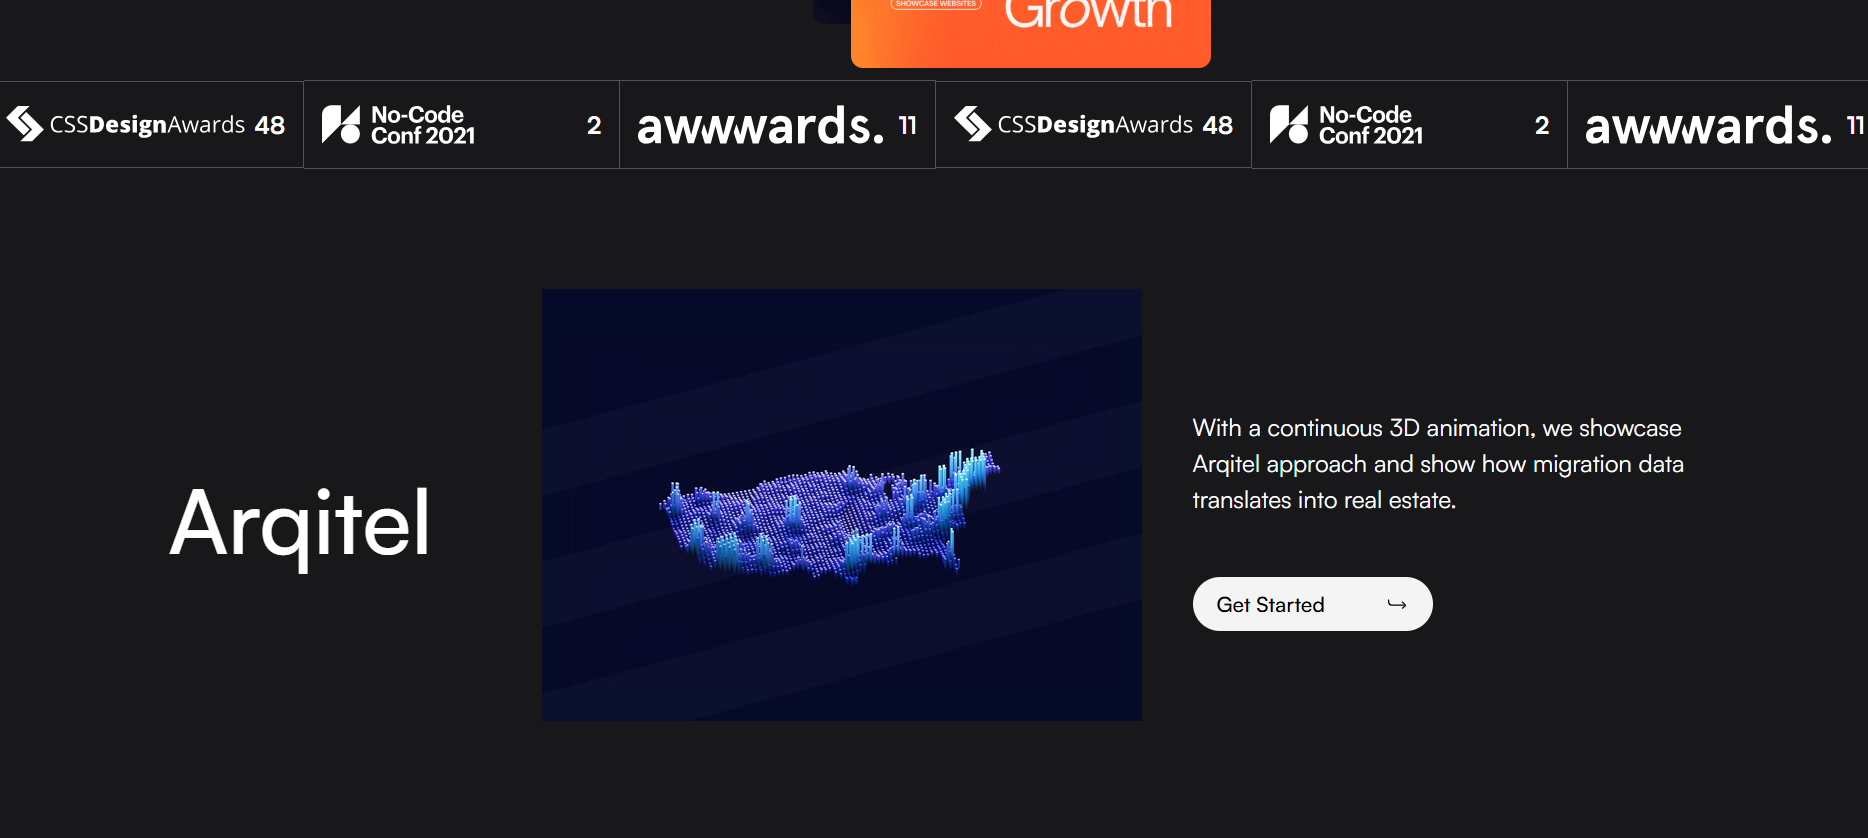 SHOWCASE WEBSITES
Growth
CSSDesignAwards 48
No-Code
Conf 2021
2
awwwards. 11
CSSDesignAwards 48
No-Code
Conf 2021
2
awwwards. 11
Arqitel
With a continuous 3D animation, we showcase
Arqitel approach and show how migration data
translates into real estate.
Get Started